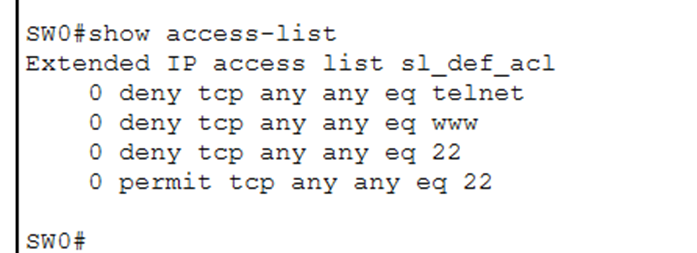 SW0#show access-list
Extended IP access list sl_def_acl
0 deny tcp any any eq telnet
0 deny tcp any any eq www
0 deny tcp any any eq 22
0 permit tcp any any eq 22
SW0#